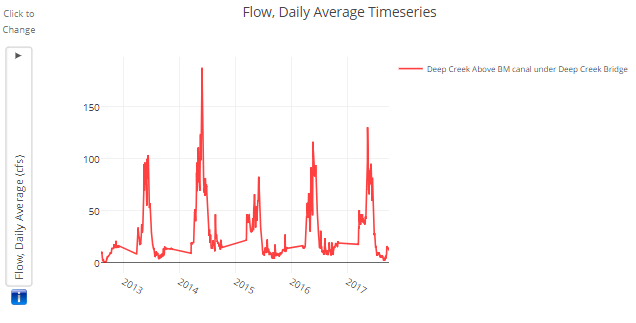 Click to
Change
Flow, Daily Average Timeseries
▶
Flow, Daily Average (cfs)
Deep Creek Above BM canal under Deep Creek Bridge
150
100
50
0
2013
2014
2015
2016
2017
i